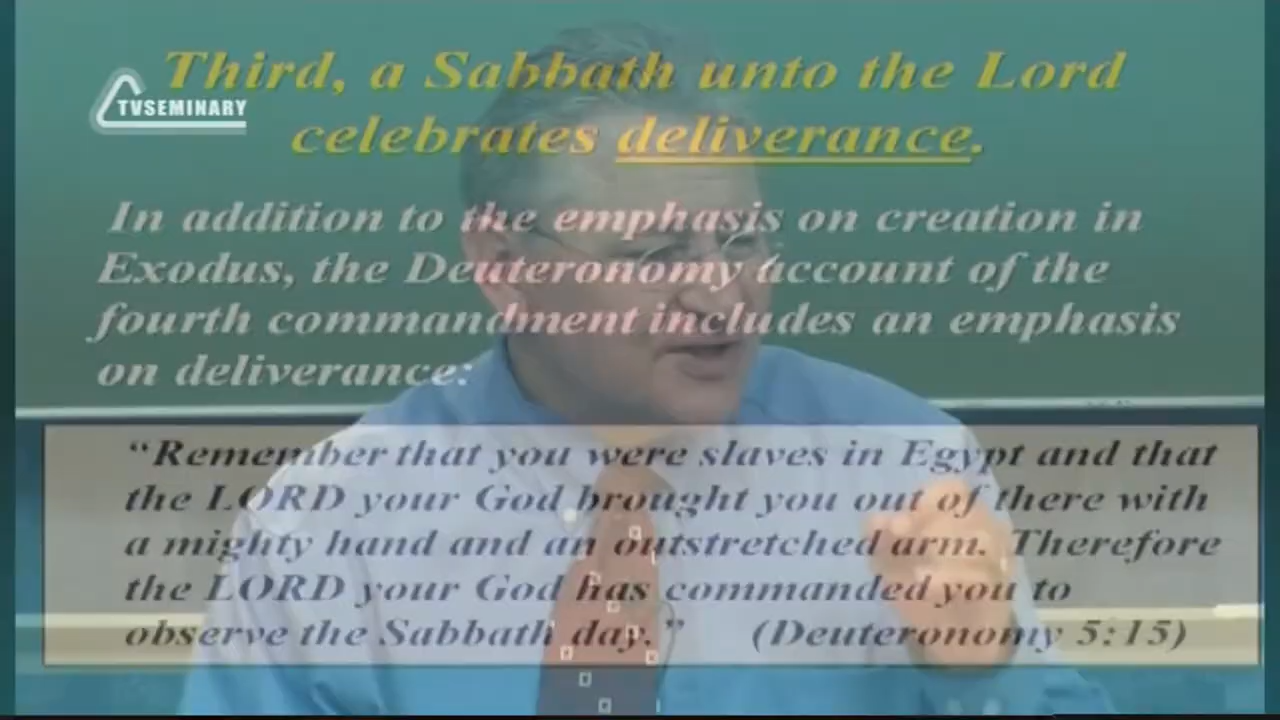 Third, a Sabbath unto the Lord
TVSEMINARY
celebrates deliverance.
In addition to the emphasis on creation in
Exodus, the Deuteronomy account of the
fourth commandment includes an emphasis
on deliverance:
“Remember that you were slaves in Egypt and that
the LORD your God brought you out of there with
a mighty hand and an outstretched arm. Therefore
the LORD your God has commanded you to
observe the Sabbath day.” (Deuteronomy 5:15)